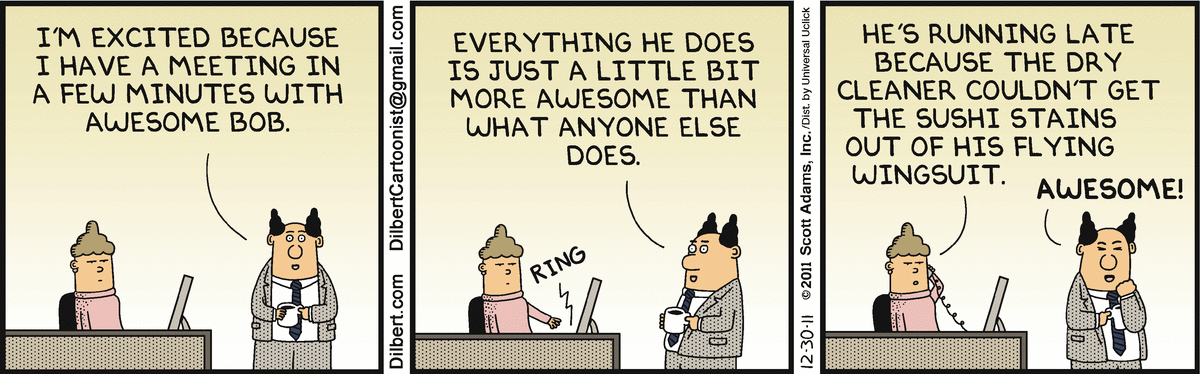 I'M EXCITED BECAUSE
I HAVE A MEETING IN
A FEW MINUTES WITH
AWESOME BOB.
Dilbert.com DilbertCartoonist@gmail.com
EVERYTHING HE DOES
IS JUST A LITTLE BIT
MORE AWESOME THAN
WHAT ANYONE ELSE
DOES.
RING
12-30-11 ©2011 Scott Adams, Inc./Dist. by Universal Uclick
HE'S RUNNING LATE
BECAUSE THE DRY
CLEANER COULDN'T GET
THE SUSHI STAINS
OUT OF HIS FLYING
WINGSUIT.
AWESOME!